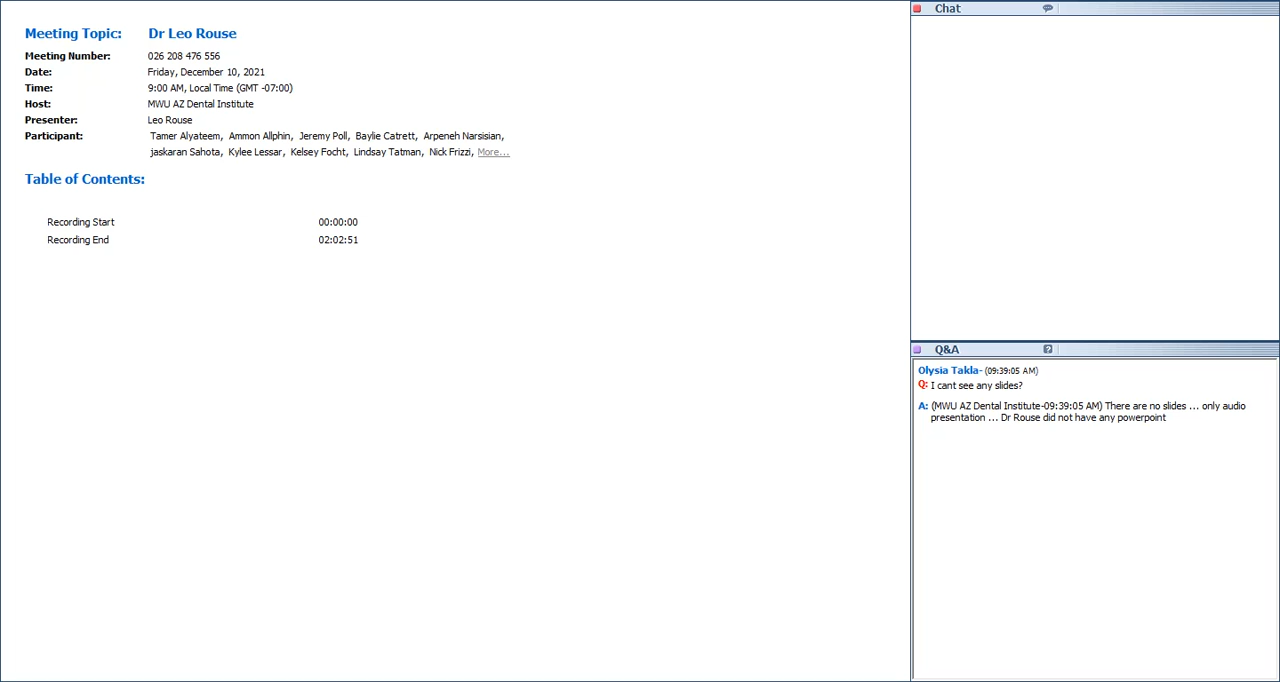 Meeting Topic: Dr Leo Rouse
Meeting Number: 026 208 476 556
Date: Friday, December 10, 2021
Time: 9:00 AM, Local Time (GMT -07:00)
Host: MWU AZ Dental Institute
Presenter: Leo Rouse
Participant: Tamer Alyateem, Ammon Allphin, Jeremy Poll, Baylie Catrett, Arpeneh Narsisian,
jaskaran Sahota, Kylee Lessar, Kelsey Focht, Lindsay Tatman, Nick Frizzi, More...
Table of Contents:
Recording Start 00:00:00
Recording End 02:02:51
Chat
Q&A
Olysia Takla- (09:39:05 AM)
Q: I cant see any slides?
A: (MWU AZ Dental Institute-09:39:05 AM) There are no slides ... only audio
presentation ... Dr Rouse did not have any powerpoint